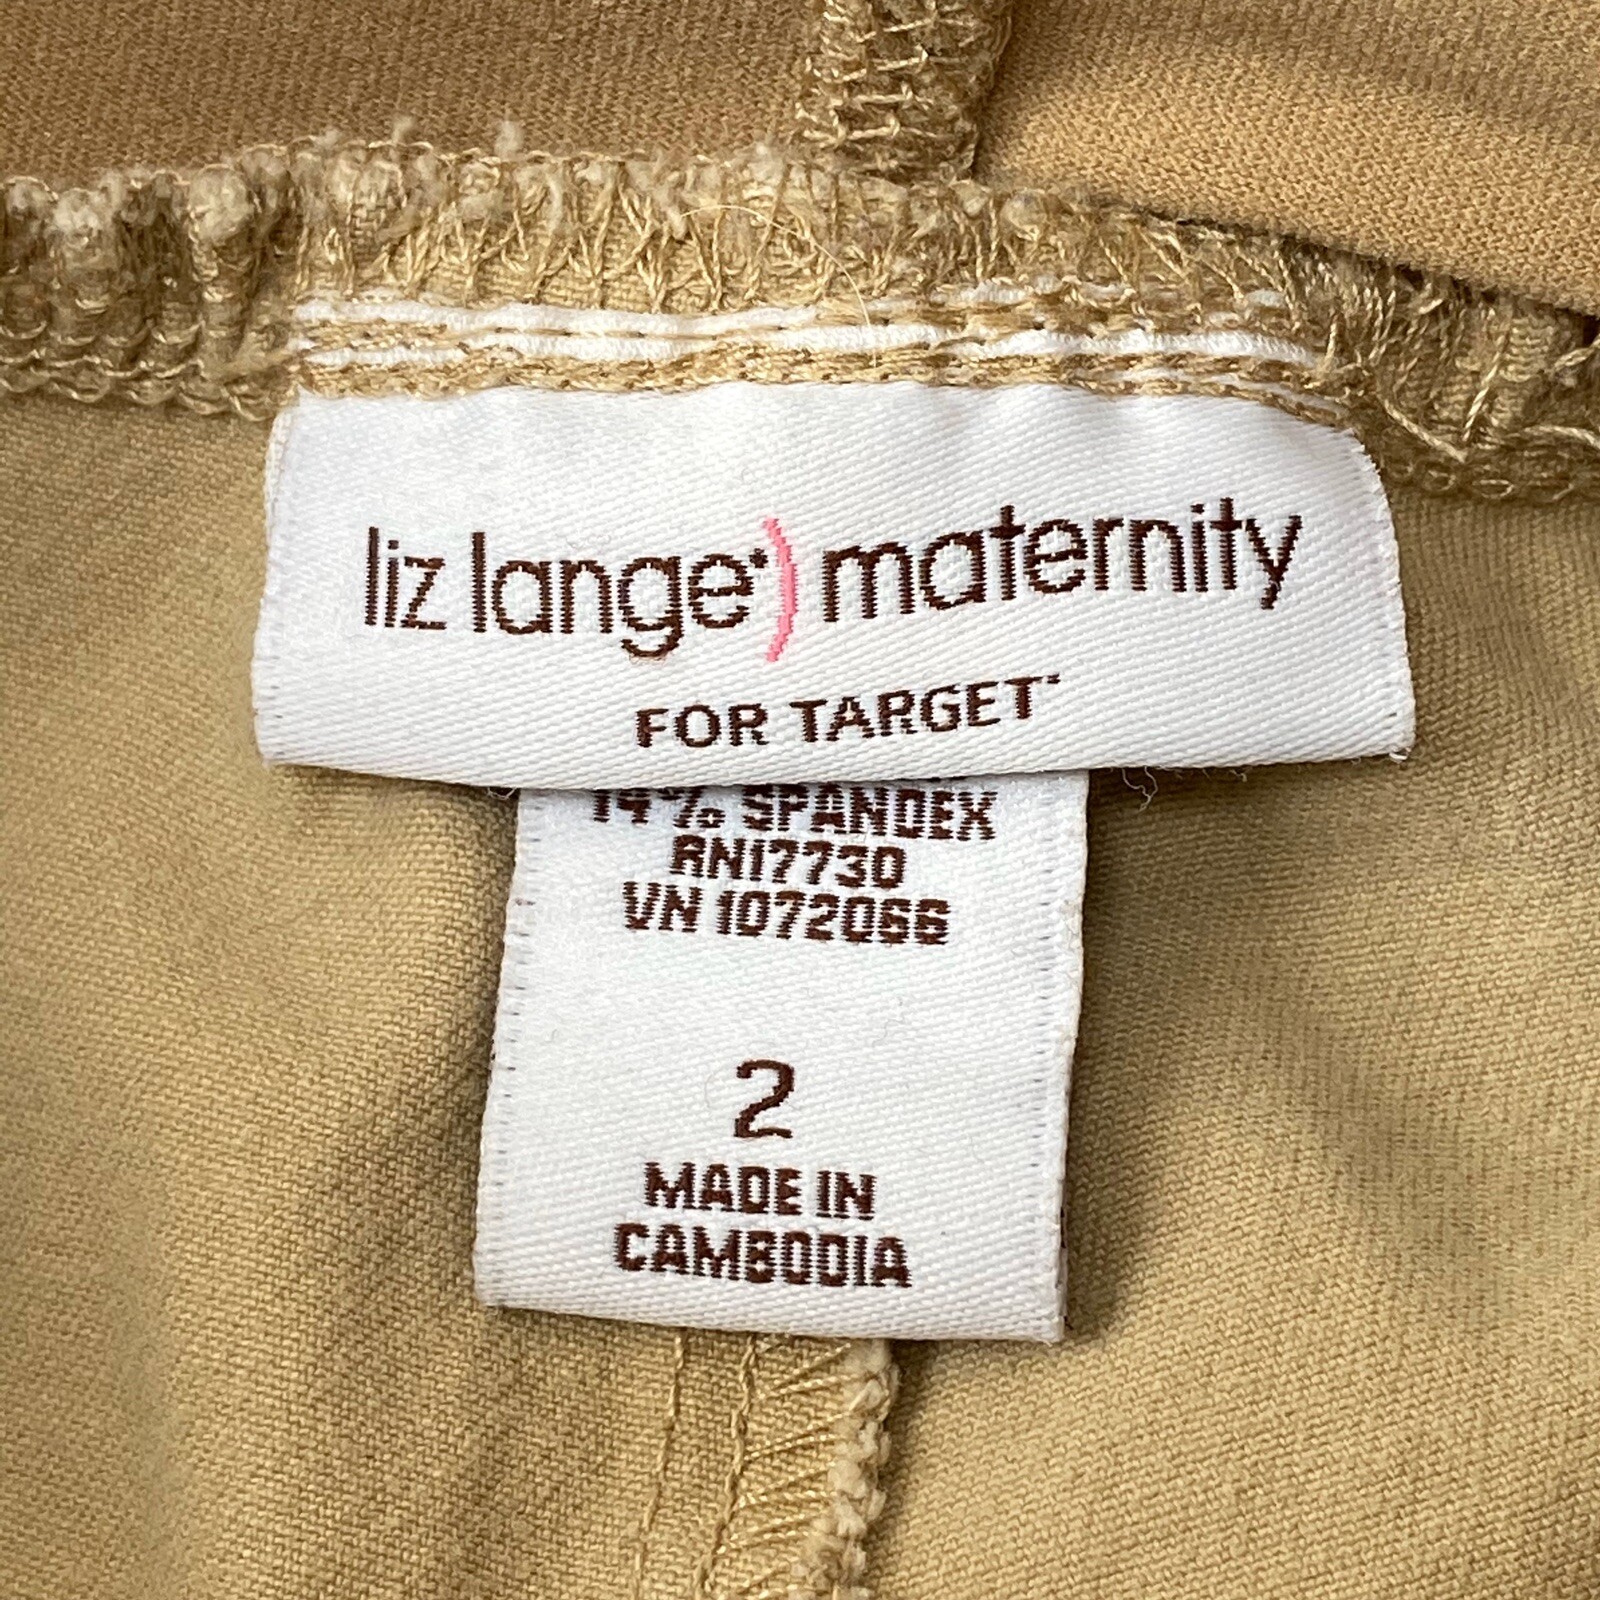 liz lange) maternity
FOR TARGET
14% SPANDEX
RN17730
VN 1072066
2
MADE IN
CAMBODIA